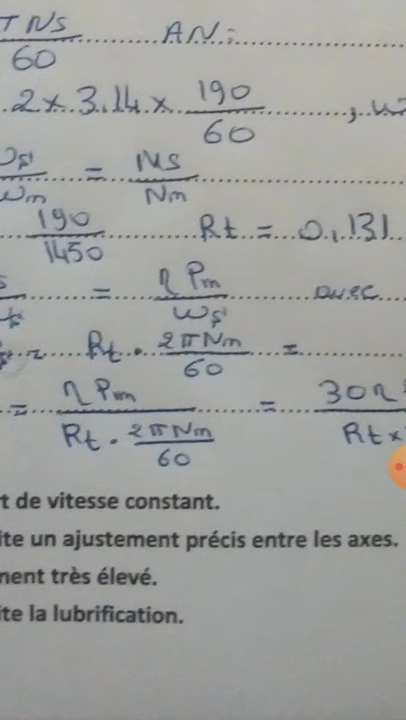 πNs/60 AN:
2 × 3.14 × 190/60 ,
ωs/ωm = Ns/Nm
190/1450 Rt = 0,131
= η Pm/ωs avec
Rt . 2πNm/60 =
= η Pm/(Rt . 2πNm/60) = 30η/Rt×
t de vitesse constant.
ite un ajustement précis entre les axes.
ment très élevé.
ite la lubrification.